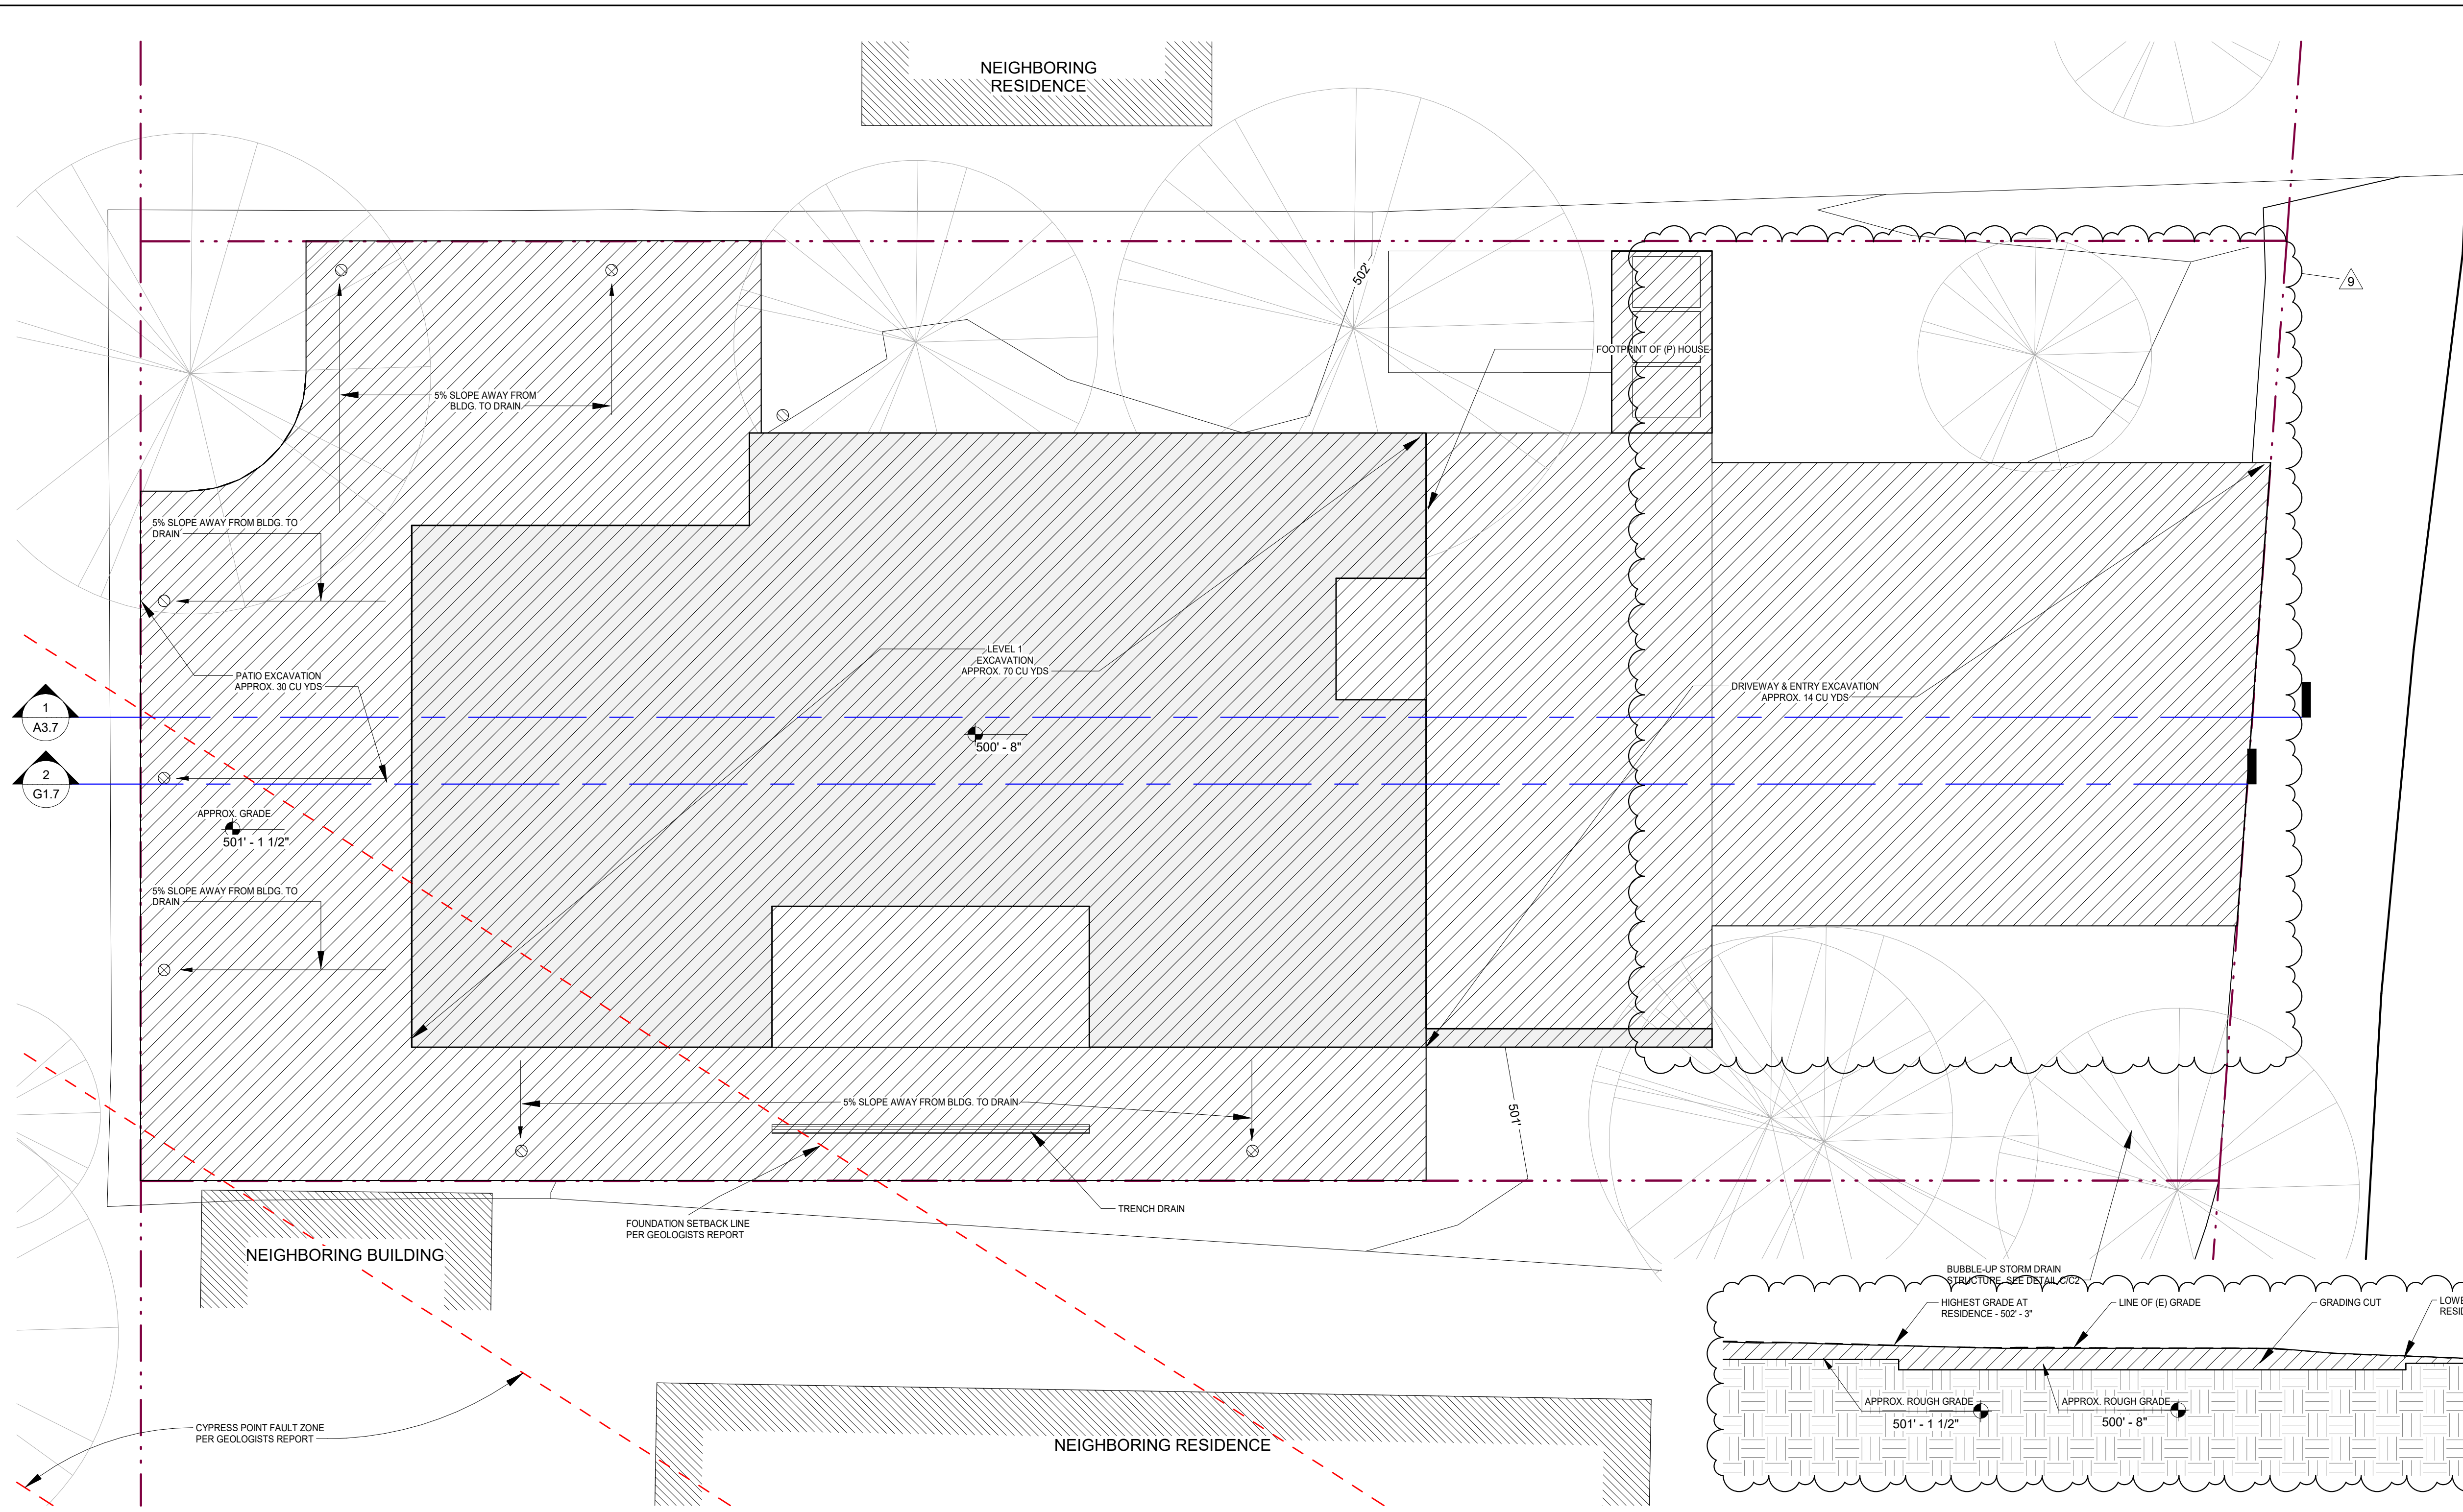 NEIGHBORING
RESIDENCE
9
502'
FOOTPRINT OF (P) HOUSE
5% SLOPE AWAY FROM
BLDG. TO DRAIN
5% SLOPE AWAY FROM BLDG. TO
DRAIN
LEVEL 1
EXCAVATION
APPROX. 70 CU YDS
PATIO EXCAVATION
APPROX. 30 CU YDS
DRIVEWAY & ENTRY EXCAVATION
APPROX. 14 CU YDS
1
A3.7
500' - 8"
2
G1.7
APPROX. GRADE
501' - 1 1/2"
5% SLOPE AWAY FROM BLDG. TO
DRAIN
5% SLOPE AWAY FROM BLDG. TO DRAIN
501'
TRENCH DRAIN
FOUNDATION SETBACK LINE
PER GEOLOGISTS REPORT
NEIGHBORING BUILDING
BUBBLE-UP STORM DRAIN
STRUCTURE, SEE DETAIL C/C2
HIGHEST GRADE AT
RESIDENCE - 502' - 3"
LINE OF (E) GRADE
GRADING CUT
APPROX. ROUGH GRADE
501' - 1 1/2"
APPROX. ROUGH GRADE
500' - 8"
CYPRESS POINT FAULT ZONE
PER GEOLOGISTS REPORT
NEIGHBORING RESIDENCE